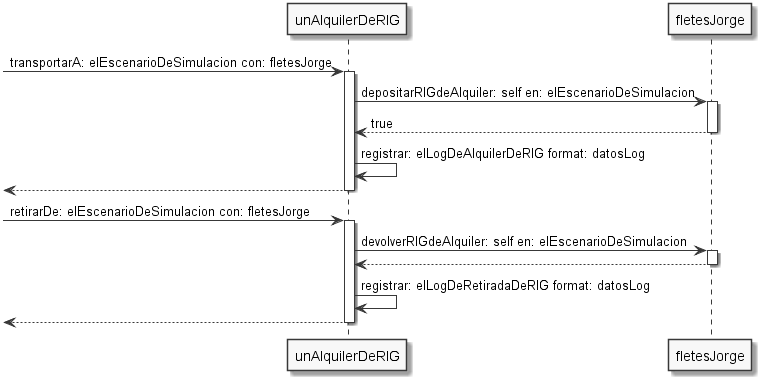 unAlquilerDeRIG
fletesJorge
transportarA: elEscenarioDeSimulacion con: fletesJorge
depositarRIGdeAlquiler: self en: elEscenarioDeSimulacion
true
registrar: elLogDeAlquilerDeRIG format: datosLog
retirarDe: elEscenarioDeSimulacion con: fletesJorge
devolverRIGdeAlquiler: self en: elEscenarioDeSimulacion
registrar: elLogDeRetiradaDeRIG format: datosLog
unAlquilerDeRIG
fletesJorge